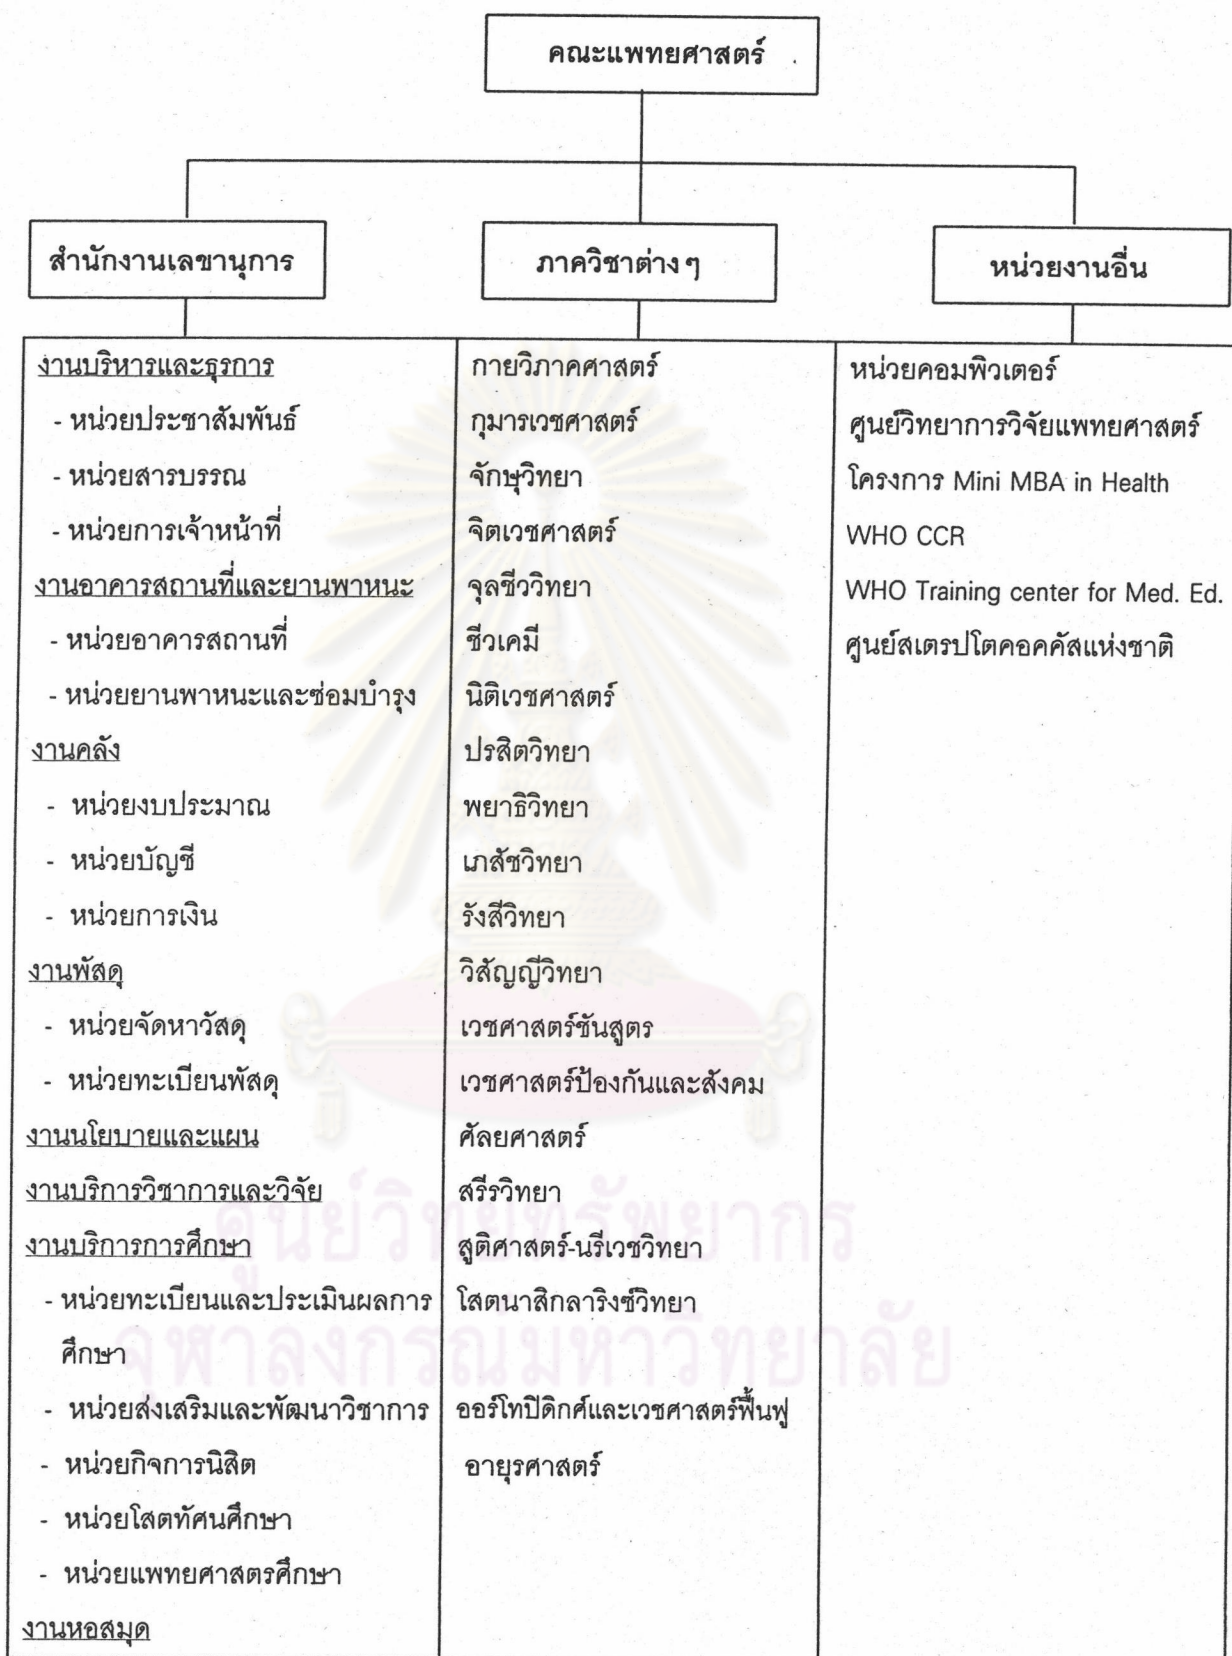 คณะแพทยศาสตร์
สำนักงานเลขานุการ
ภาควิชาต่าง ๆ
หน่วยงานอื่น
งานบริหารและธุรการ
- หน่วยประชาสัมพันธ์
- หน่วยสารบรรณ
- หน่วยการเจ้าหน้าที่
งานอาคารสถานที่และยานพาหนะ
- หน่วยอาคารสถานที่
- หน่วยยานพาหนะและซ่อมบำรุง
งานคลัง
- หน่วยงบประมาณ
- หน่วยบัญชี
- หน่วยการเงิน
งานพัสดุ
- หน่วยจัดหาวัสดุ
- หน่วยทะเบียนพัสดุ
งานนโยบายและแผน
งานบริการวิชาการและวิจัย
งานบริการการศึกษา
- หน่วยทะเบียนและประเมินผลการ
ศึกษา
- หน่วยส่งเสริมและพัฒนาวิชาการ
- หน่วยกิจการนิสิต
- หน่วยโสตทัศนศึกษา
- หน่วยแพทยศาสตรศึกษา
งานหอสมุด
กายวิภาคศาสตร์
กุมารเวชศาสตร์
จักษุวิทยา
จิตเวชศาสตร์
จุลชีววิทยา
ชีวเคมี
นิติเวชศาสตร์
ปรสิตวิทยา
พยาธิวิทยา
เภสัชวิทยา
รังสีวิทยา
วิสัญญีวิทยา
เวชศาสตร์ชันสูตร
เวชศาสตร์ป้องกันและสังคม
ศัลยศาสตร์
สรีรวิทยา
สูติศาสตร์-นรีเวชวิทยา
โสตนาสิกลาริงซ์วิทยา
ออร์โทปิดิกศ์และเวชศาสตร์ฟื้นฟู
อายุรศาสตร์
หน่วยคอมพิวเตอร์
ศูนย์วิทยาการวิจัยแพทยศาสตร์
โครงการ Mini MBA in Health
WHO CCR
WHO Training center for Med. Ed.
ศูนย์สเตรปโตคอคคัสแห่งชาติ
ศูนย์วิทยทรัพยากร
จุฬาลงกรณ์มหาวิทยาลัย